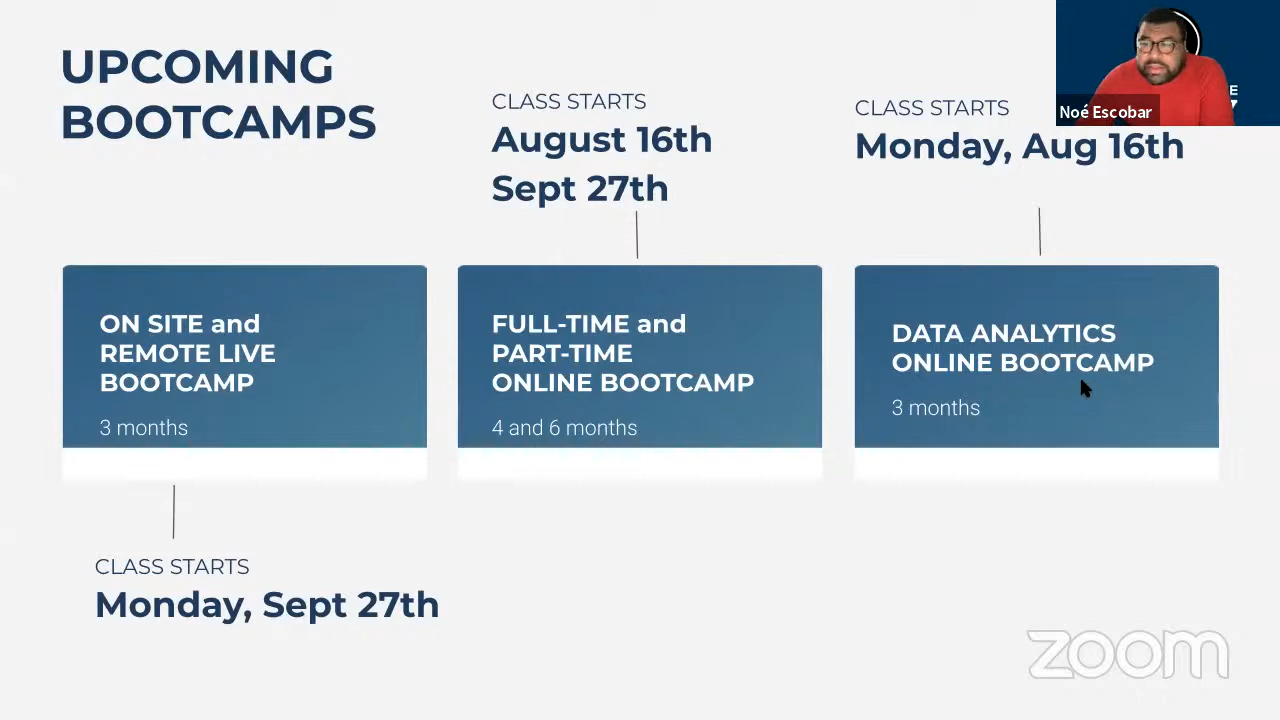 UPCOMING
BOOTCAMPS
CLASS STARTS
August 16th
Sept 27th
CLASS STARTS
Monday, Aug 16th
Noé Escobar
ON SITE and
REMOTE LIVE
BOOTCAMP
3 months
FULL-TIME and
PART-TIME
ONLINE BOOTCAMP
4 and 6 months
DATA ANALYTICS
ONLINE BOOTCAMP
3 months
CLASS STARTS
Monday, Sept 27th
zoom